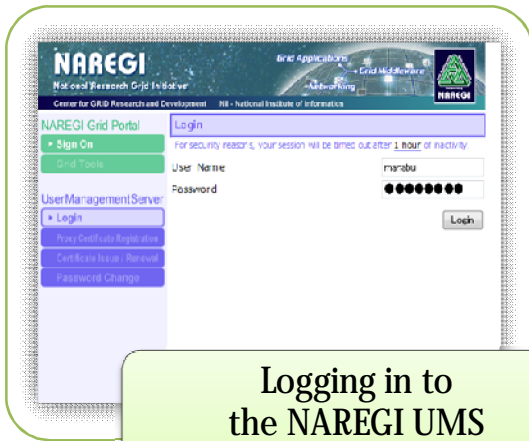 NAREGI
National Research Grid Initiative
Grid Applications
Grid Middleware
Networking
NAREGI
Center for GRID Research and Development NII - National Institute of Informatics
NAREGI Grid Portal
Sign On
Grid Tools
UserManagementServer
Login
Proxy Certificate Registration
Certificate Issue / Renewal
Password Change
Login
For security reasons, your session will be timed out after 1 hour of inactivity.
User Name manabu
Password ●●●●●●●●
Login
Logging in to
the NAREGI UMS